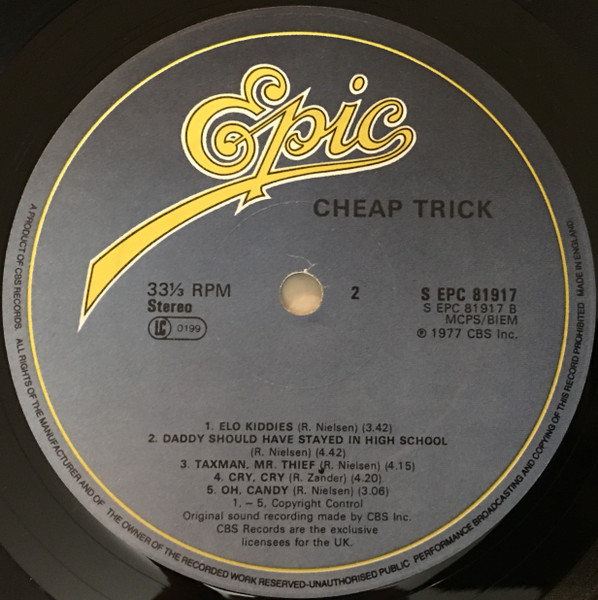 Epic
CHEAP TRICK
33⅓ RPM
Stereo
LC 0199
2
S EPC 81917
S EPC 81917 B
MCPS/BIEM
℗ 1977 CBS Inc.
1. ELO KIDDIES (R. Nielsen) (3.42)
2. DADDY SHOULD HAVE STAYED IN HIGH SCHOOL
(R. Nielsen) (4.42)
3. TAXMAN, MR. THIEF (R. Nielsen) (4.15)
4. CRY, CRY (R. Zander) (4.20)
5. OH, CANDY (R. Nielsen) (3.06)
1, – 5, Copyright Control
Original sound recording made by CBS Inc.
CBS Records are the exclusive
licensees for the UK.
A PRODUCT OF CBS RECORDS. ALL RIGHTS OF THE MANUFACTURER AND OF THE OWNER OF THE RECORDED WORK RESERVED-UNAUTHORISED PUBLIC PERFORMANCE BROADCASTING AND COPYING OF THIS RECORD PROHIBITED MADE IN ENGLAND